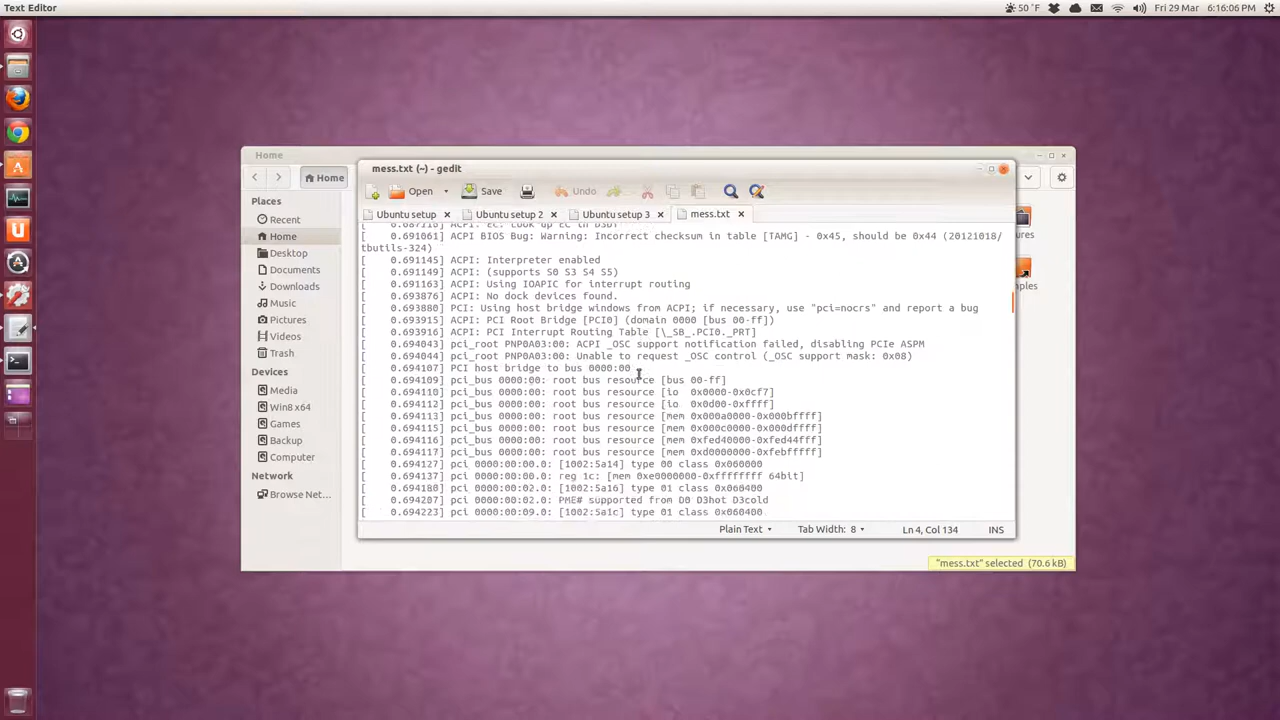 Text Editor
50 °F
Fri 29 Mar
6:16:06 PM
Home
Home
Places
Recent
Home
Desktop
Documents
Downloads
Music
Pictures
Videos
Trash
Devices
Media
Win8 x64
Games
Backup
Computer
Network
Browse Net...
mess.txt (~) - gedit
Open
Save
Undo
Ubuntu setup
Ubuntu setup 2
Ubuntu setup 3
mess.txt
[ 0.691061] ACPI BIOS Bug: Warning: Incorrect checksum in table [TAMG] - 0x45, should be 0x44 (20121018/
tbutils-324)
[ 0.691145] ACPI: Interpreter enabled
[ 0.691149] ACPI: (supports S0 S3 S4 S5)
[ 0.691163] ACPI: Using IOAPIC for interrupt routing
[ 0.693876] ACPI: No dock devices found.
[ 0.693880] PCI: Using host bridge windows from ACPI; if necessary, use "pci=nocrs" and report a bug
[ 0.693915] ACPI: PCI Root Bridge [PCI0] (domain 0000 [bus 00-ff])
[ 0.693916] ACPI: PCI Interrupt Routing Table [\_SB_.PCI0._PRT]
[ 0.694043] pci_root PNP0A03:00: ACPI _OSC support notification failed, disabling PCIe ASPM
[ 0.694044] pci_root PNP0A03:00: Unable to request _OSC control (_OSC support mask: 0x08)
[ 0.694107] PCI host bridge to bus 0000:00
[ 0.694109] pci_bus 0000:00: root bus resource [bus 00-ff]
[ 0.694110] pci_bus 0000:00: root bus resource [io 0x0000-0x0cf7]
[ 0.694112] pci_bus 0000:00: root bus resource [io 0x0d00-0xffff]
[ 0.694113] pci_bus 0000:00: root bus resource [mem 0x000a0000-0x000bffff]
[ 0.694115] pci_bus 0000:00: root bus resource [mem 0x000c0000-0x000dffff]
[ 0.694116] pci_bus 0000:00: root bus resource [mem 0xfed40000-0xfed44fff]
[ 0.694117] pci_bus 0000:00: root bus resource [mem 0xd0000000-0xfebfffff]
[ 0.694127] pci 0000:00:00.0: [1002:5a14] type 00 class 0x060000
[ 0.694137] pci 0000:00:00.0: reg 1c: [mem 0xe0000000-0xffffffff 64bit]
[ 0.694180] pci 0000:00:02.0: [1002:5a16] type 01 class 0x060400
[ 0.694207] pci 0000:00:02.0: PME# supported from D0 D3hot D3cold
[ 0.694223] pci 0000:00:09.0: [1002:5a1c] type 01 class 0x060400
Plain Text
Tab Width: 8
Ln 4, Col 134
INS
"mess.txt" selected (70.6 kB)